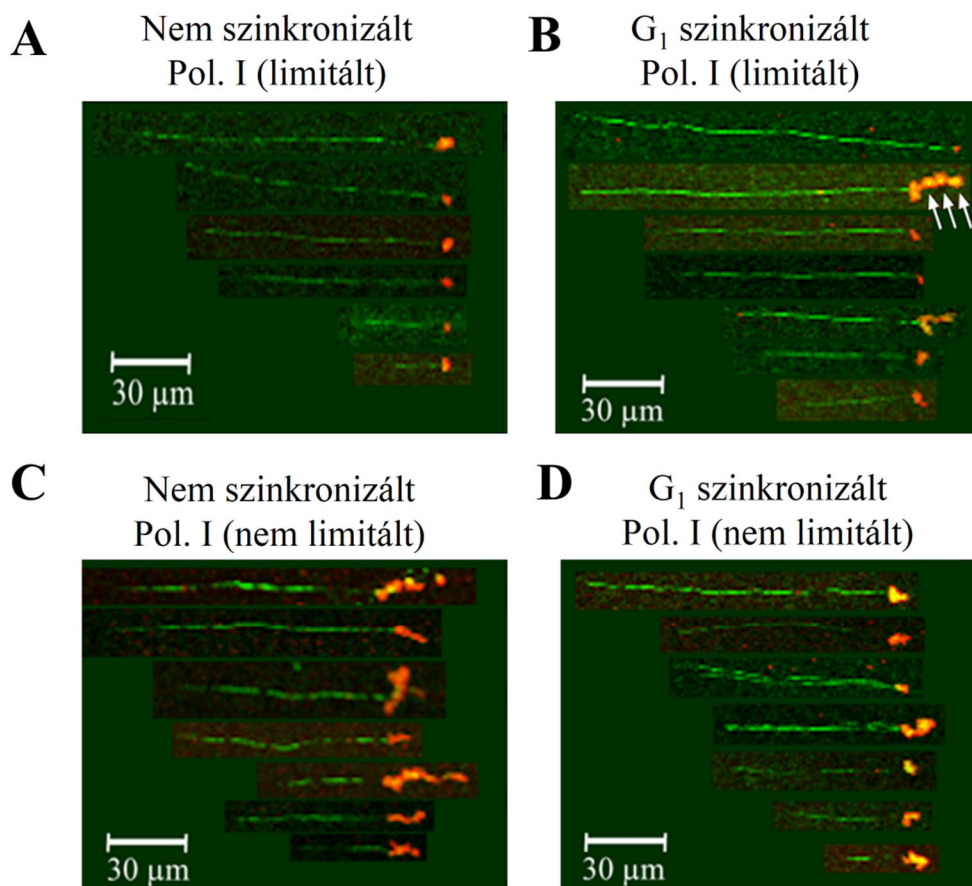 A
Nem szinkronizált
Pol. I (limitált)
30 µm
B
G₁ szinkronizált
Pol. I (limitált)
30 µm
C
Nem szinkronizált
Pol. I (nem limitált)
30 µm
D
G₁ szinkronizált
Pol. I (nem limitált)
30 µm